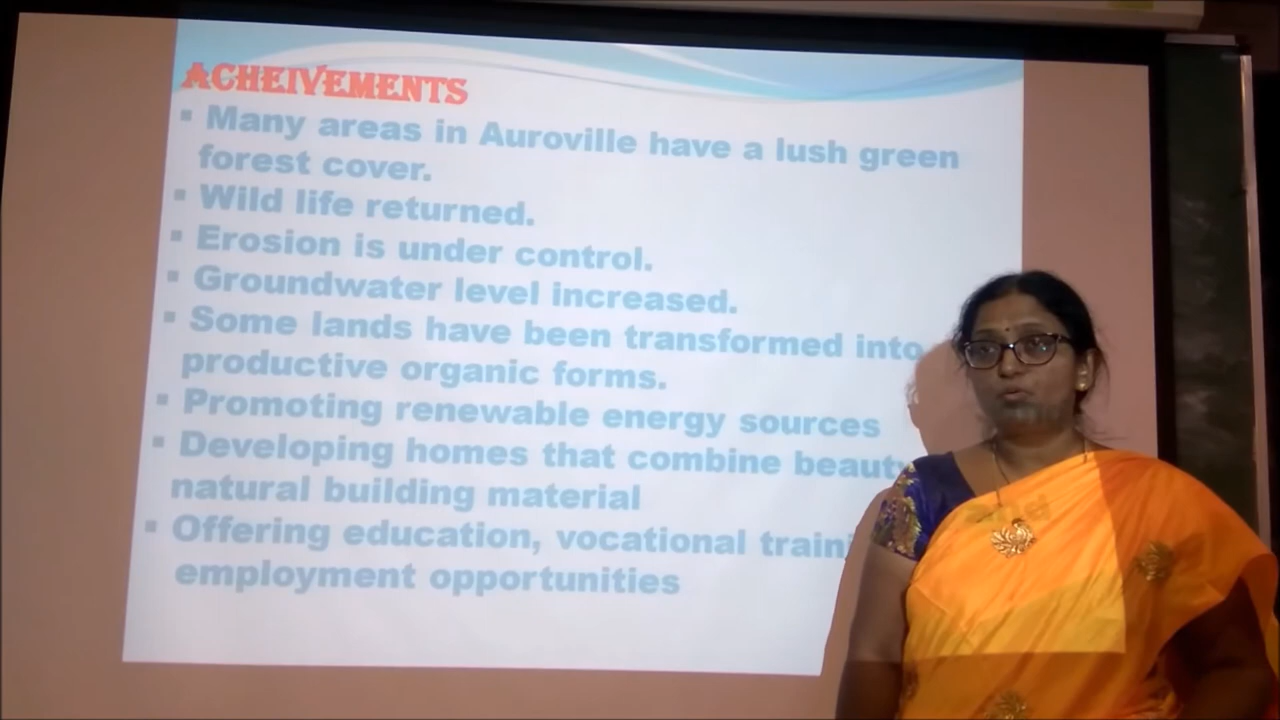 ACHEIVEMENTS
▪ Many areas in Auroville have a lush green
forest cover.
▪ Wild life returned.
▪ Erosion is under control.
▪ Groundwater level increased.
▪ Some lands have been transformed into
productive organic forms.
▪ Promoting renewable energy sources
▪ Developing homes that combine beauty
natural building material
▪ Offering education, vocational
employment opportunities